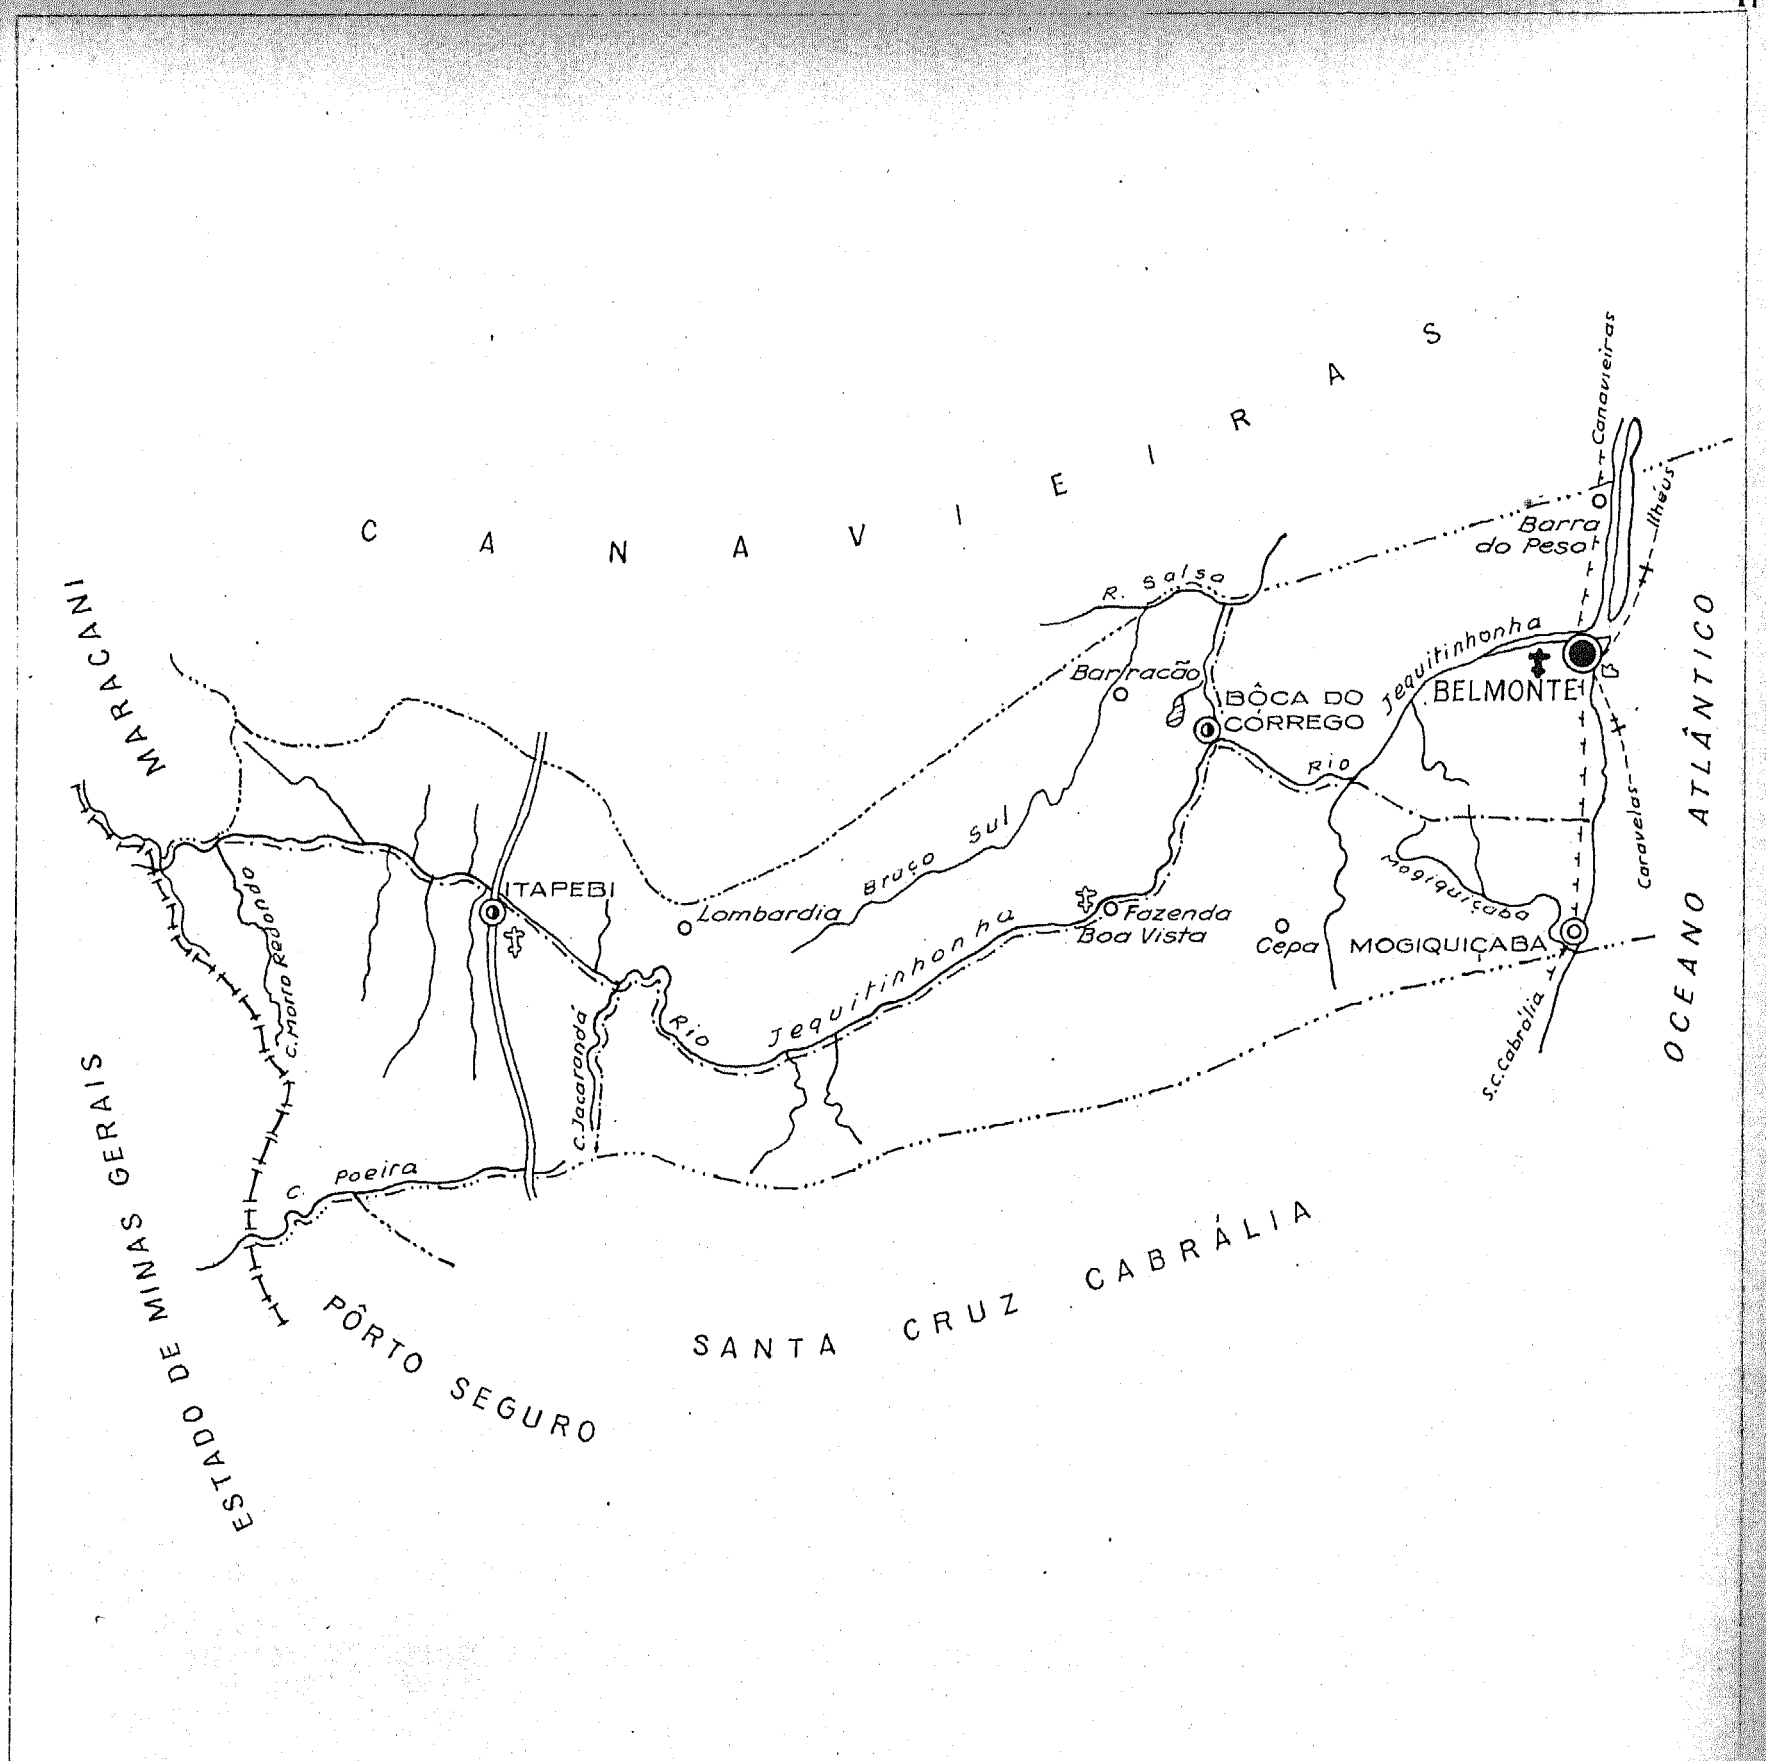 CANAVIEIRAS
Canavieiras
Ilhéus
Barra
do Peso
R. Salsa
MARACANI
Jequitinhonha
Barracão
BÔCA DO
CÓRREGO
BELMONTE
Rio
OCEANO ATLÂNTICO
Caravelas
Braço Sul
Mogiquiçaba
ITAPEBI
Lombardia
C. Morro Redondo
Fazenda
Boa Vista
Cepa
MOGIQUIÇABA
Rio Jequitinhonha
C. Jacarandá
S.C. Cabrália
C. Poeira
ESTADO DE MINAS GERAIS
PÔRTO SEGURO
SANTA CRUZ CABRÁLIA